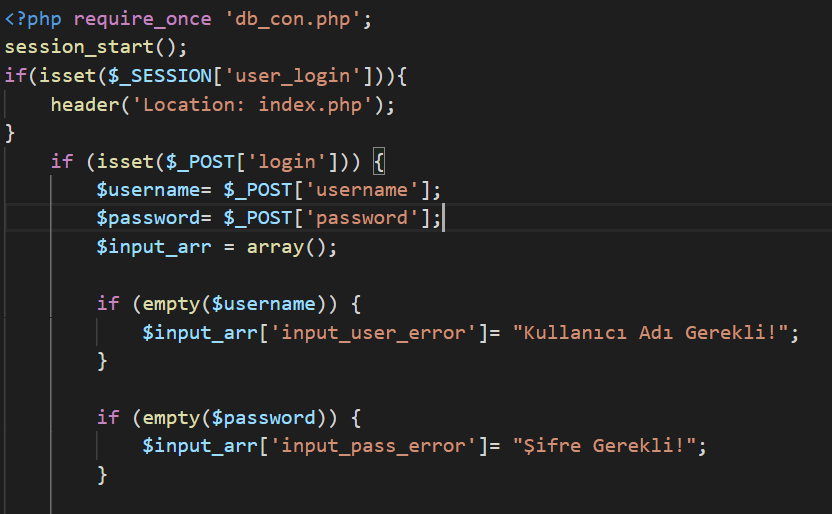 <?php require_once 'db_con.php';
session_start();
if(isset($_SESSION['user_login'])){
    header('Location: index.php');
}
    if (isset($_POST['login'])) {
        $username= $_POST['username'];
        $password= $_POST['password'];
        $input_arr = array();

        if (empty($username)) {
            $input_arr['input_user_error']= "Kullanıcı Adı Gerekli!";
        }

        if (empty($password)) {
            $input_arr['input_pass_error']= "Şifre Gerekli!";
        }